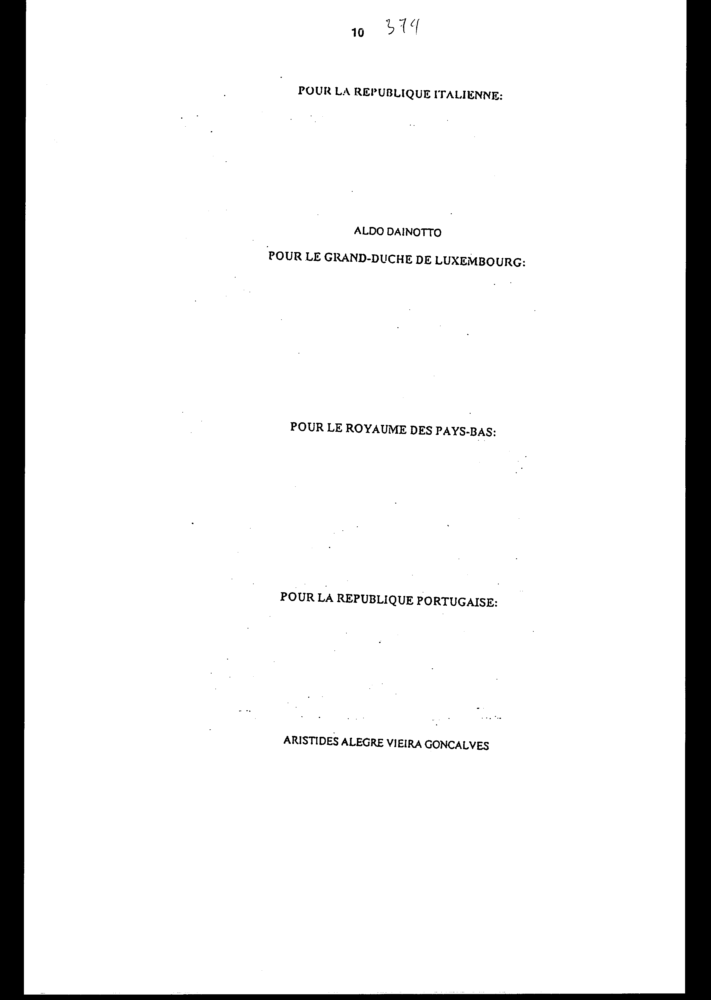 10 374
POUR LA REPUBLIQUE ITALIENNE:
ALDO DAINOTTO
POUR LE GRAND-DUCHE DE LUXEMBOURG:
POUR LE ROYAUME DES PAYS-BAS:
POUR LA REPUBLIQUE PORTUGAISE:
ARISTIDES ALEGRE VIEIRA GONCALVES